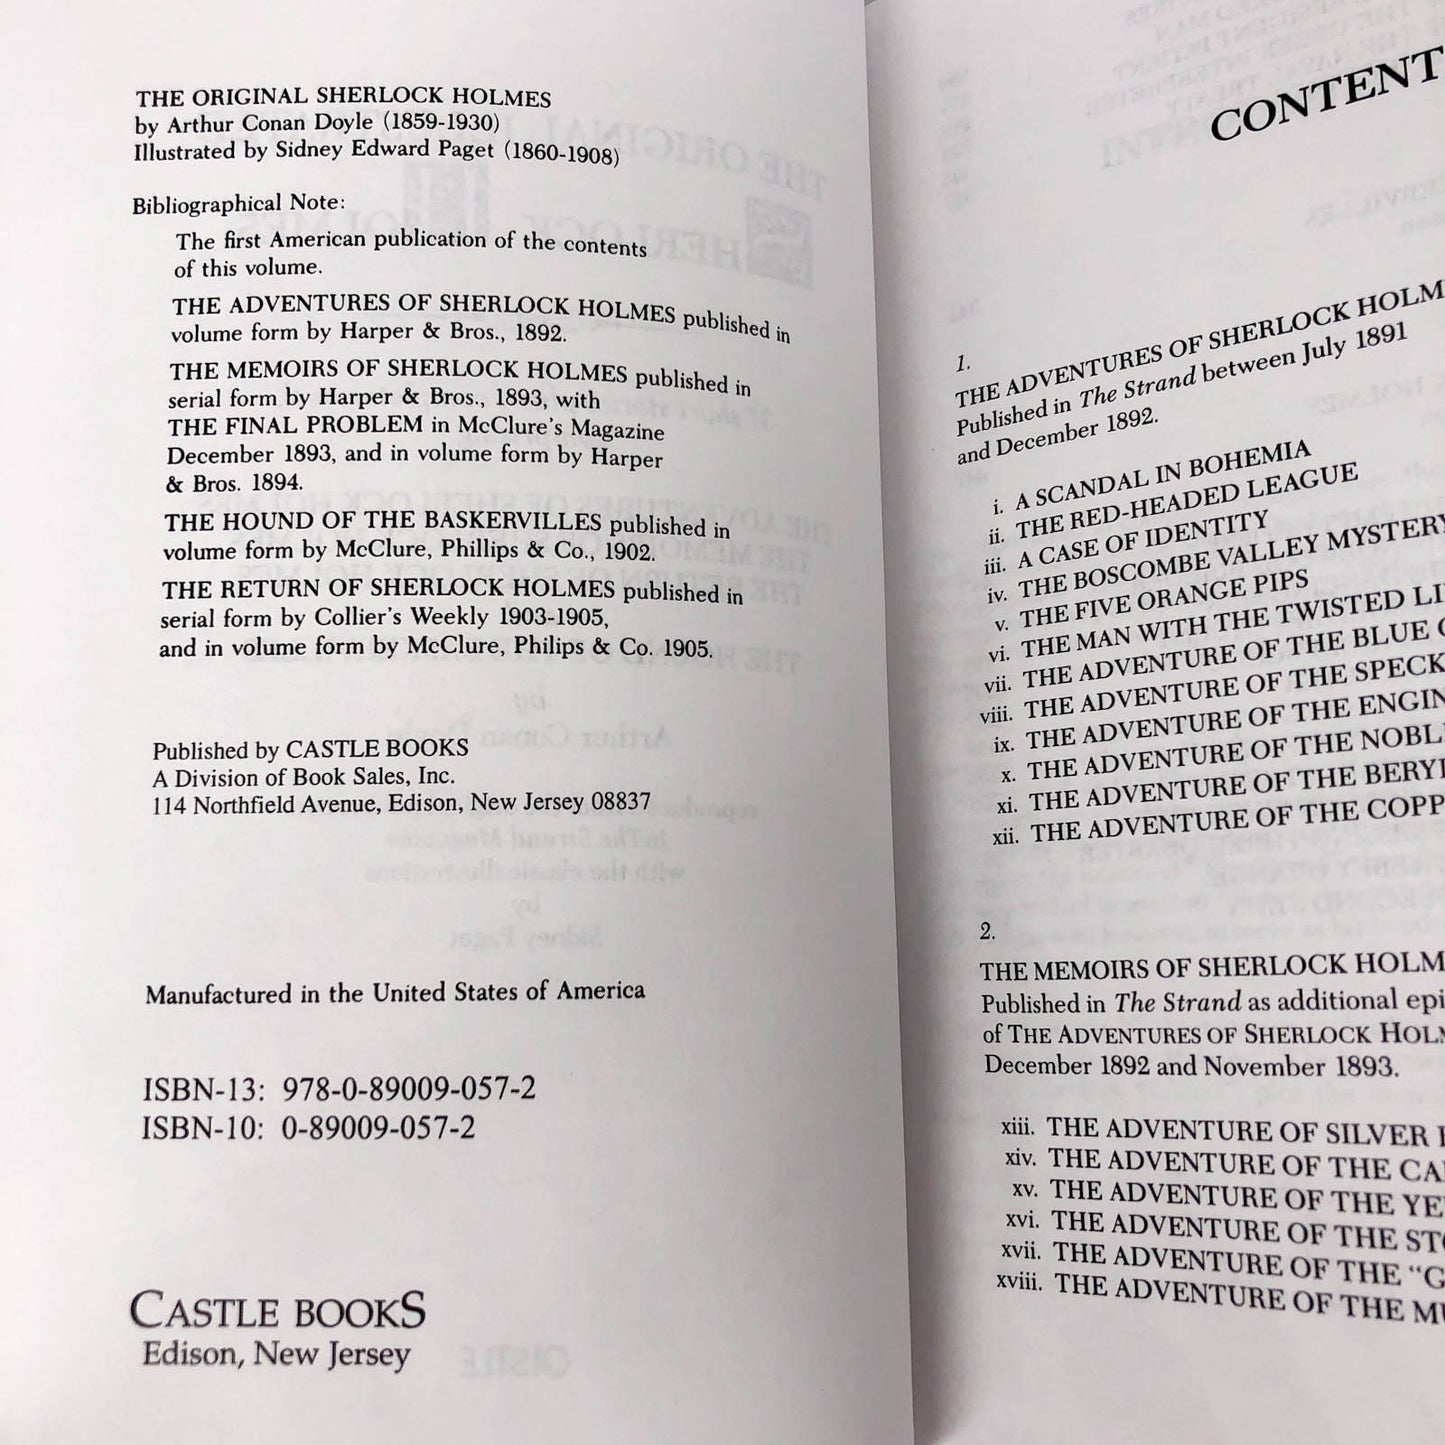 THE ORIGINAL SHERLOCK HOLMES
by Arthur Conan Doyle (1859-1930)
Illustrated by Sidney Edward Paget (1860-1908)
Bibliographical Note:
The first American publication of the contents
of this volume.
THE ADVENTURES OF SHERLOCK HOLMES published in
volume form by Harper & Bros., 1892.
THE MEMOIRS OF SHERLOCK HOLMES published in
serial form by Harper & Bros., 1893, with
THE FINAL PROBLEM in McClure's Magazine
December 1893, and in volume form by Harper
& Bros. 1894.
THE HOUND OF THE BASKERVILLES published in
volume form by McClure, Phillips & Co., 1902.
THE RETURN OF SHERLOCK HOLMES published in
serial form by Collier's Weekly 1903-1905,
and in volume form by McClure, Philips & Co. 1905.
Published by CASTLE BOOKS
A Division of Book Sales, Inc.
114 Northfield Avenue, Edison, New Jersey 08837
Manufactured in the United States of America
ISBN-13: 978-0-89009-057-2
ISBN-10: 0-89009-057-2
CASTLE BOOKS
Edison, New Jersey
CONTENT
1.
THE ADVENTURES OF SHERLOCK HOLM
Published in The Strand between July 1891
and December 1892.
i. A SCANDAL IN BOHEMIA
ii. THE RED-HEADED LEAGUE
iii. A CASE OF IDENTITY
iv. THE BOSCOMBE VALLEY MYSTERY
v. THE FIVE ORANGE PIPS
vi. THE MAN WITH THE TWISTED LI
vii. THE ADVENTURE OF THE BLUE
viii. THE ADVENTURE OF THE SPECK
ix. THE ADVENTURE OF THE ENGIN
x. THE ADVENTURE OF THE NOBL
xi. THE ADVENTURE OF THE BERY
xii. THE ADVENTURE OF THE COPP
2.
THE MEMOIRS OF SHERLOCK HOLM
Published in The Strand as additional epi
of THE ADVENTURES OF SHERLOCK HOLM
December 1892 and November 1893.
xiii. THE ADVENTURE OF SILVER
xiv. THE ADVENTURE OF THE CA
xv. THE ADVENTURE OF THE YE
xvi. THE ADVENTURE OF THE ST
xvii. THE ADVENTURE OF THE "G
xviii. THE ADVENTURE OF THE MU